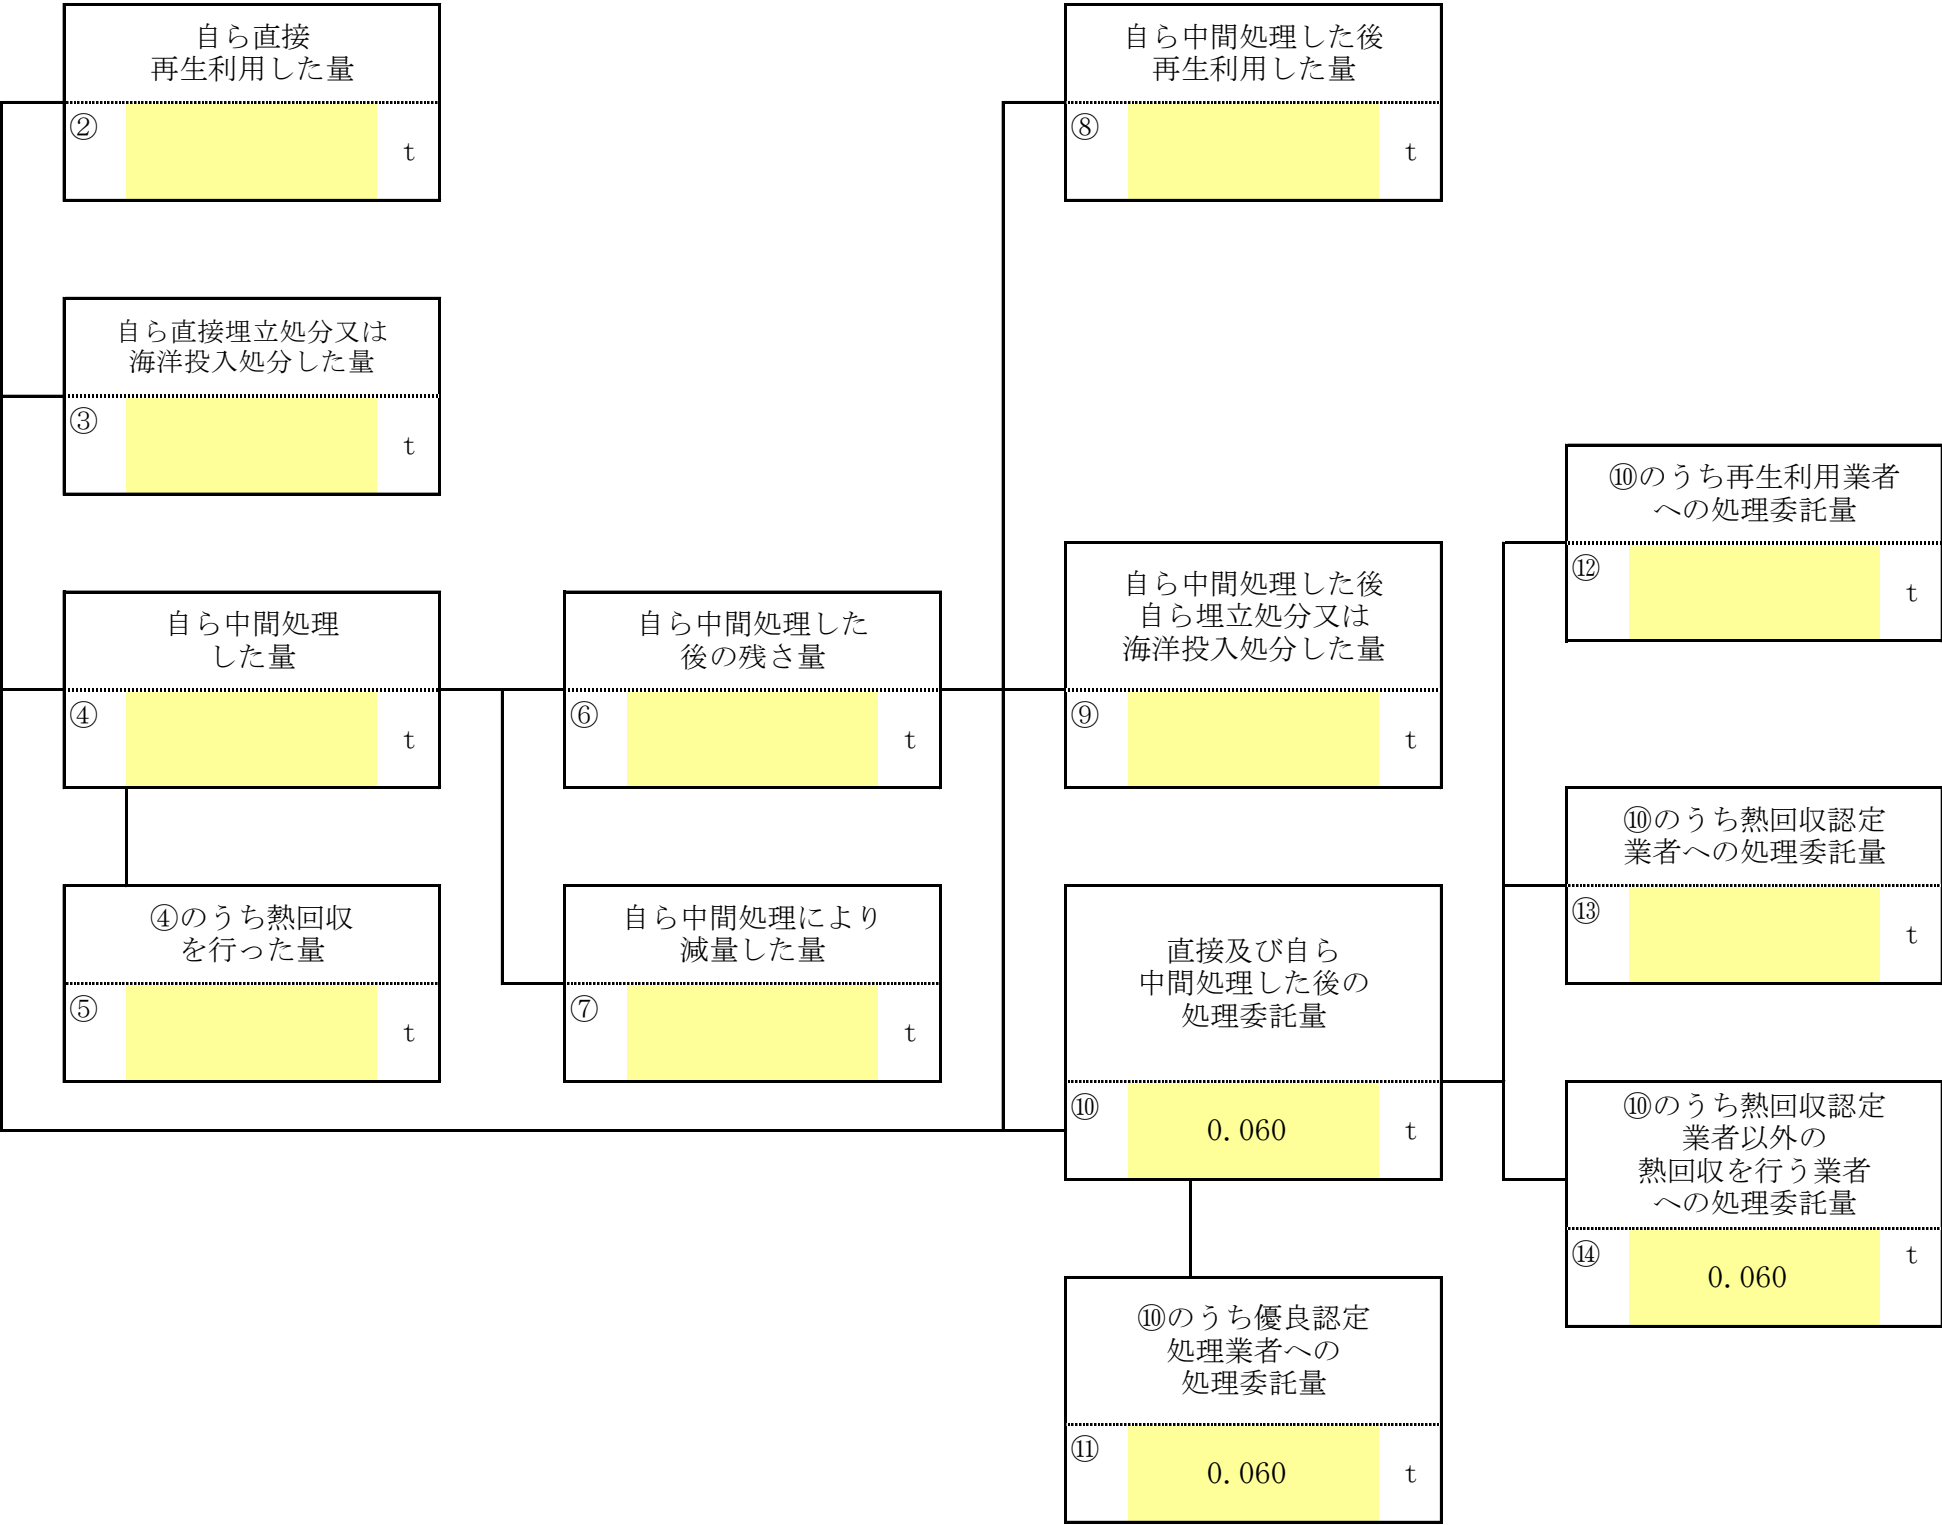 自ら直接
再生利用した量
②
t
自ら中間処理した後
再生利用した量
⑧
t
自ら直接埋立処分又は
海洋投入処分した量
③
t
⑩のうち再生利用業者
への処理委託量
⑫
t
自ら中間処理
した量
④
t
自ら中間処理した
後の残さ量
⑥
t
自ら中間処理した後
自ら埋立処分又は
海洋投入処分した量
⑨
t
⑩のうち熱回収認定
業者への処理委託量
⑬
t
④のうち熱回収
を行った量
⑤
t
自ら中間処理により
減量した量
⑦
t
直接及び自ら
中間処理した後の
処理委託量
⑩
0.060 t
⑩のうち熱回収認定
業者以外の
熱回収を行う業者
への処理委託量
⑭
t
0.060
⑩のうち優良認定
処理業者への
処理委託量
⑪
0.060 t